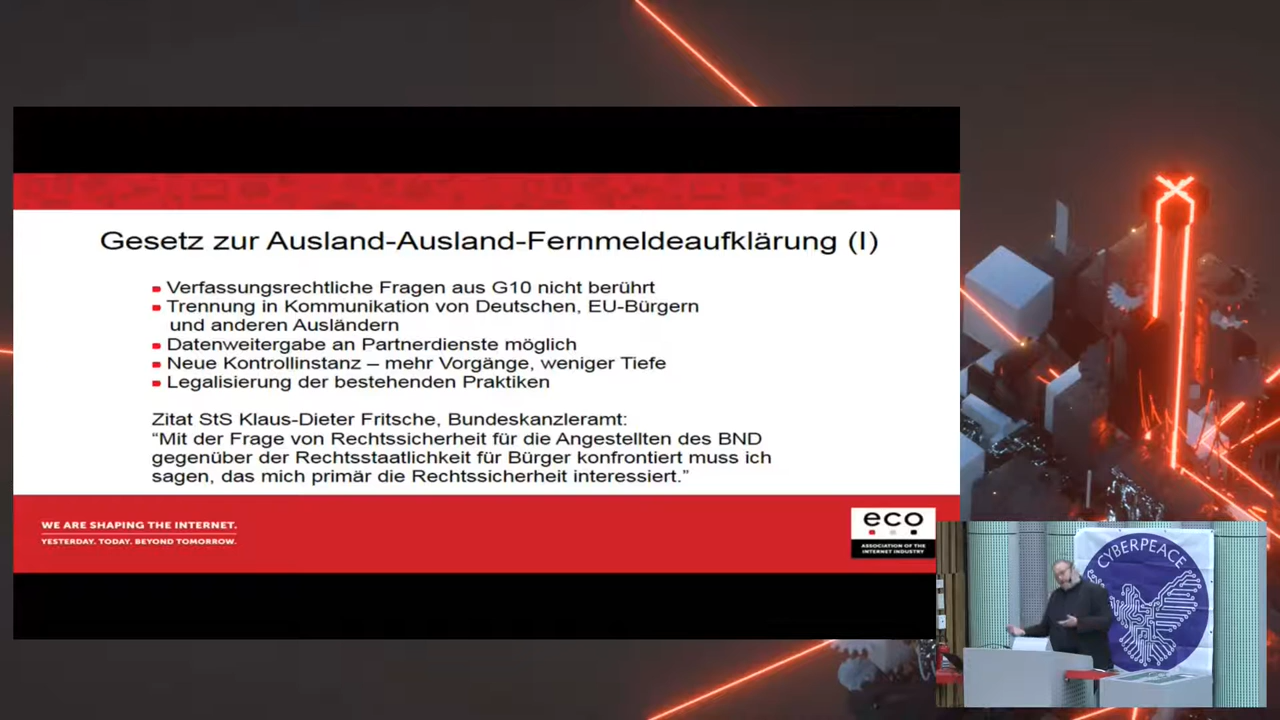 Gesetz zur Ausland-Ausland-Fernmeldeaufklärung (I)
Verfassungsrechtliche Fragen aus G10 nicht berührt
Trennung in Kommunikation von Deutschen, EU-Bürgern
und anderen Ausländern
Datenweitergabe an Partnerdienste möglich
Neue Kontrollinstanz – mehr Vorgänge, weniger Tiefe
Legalisierung der bestehenden Praktiken
Zitat StS Klaus-Dieter Fritsche, Bundeskanzleramt:
“Mit der Frage von Rechtssicherheit für die Angestellten des BND
gegenüber der Rechtsstaatlichkeit für Bürger konfrontiert muss ich
sagen, das mich primär die Rechtssicherheit interessiert.”
WE ARE SHAPING THE INTERNET.
YESTERDAY. TODAY. BEYOND TOMORROW.
eco
ASSOCIATION OF THE
INTERNET INDUSTRY
CYBERPEACE